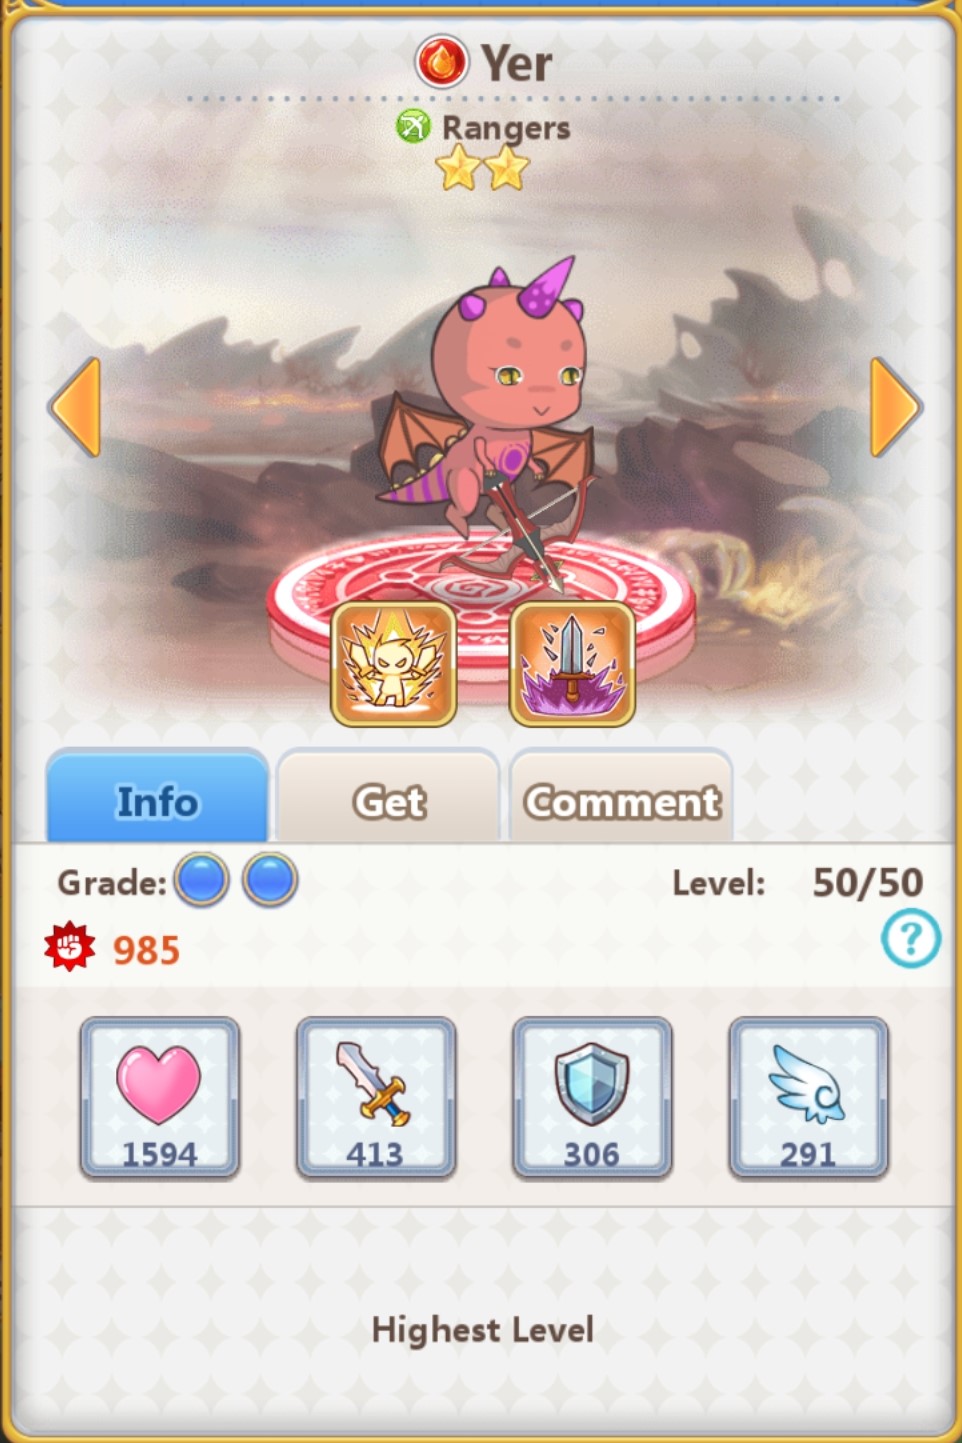 Yer
Rangers
Info
Get
Comment
Grade:
Level: 50/50
985
?
1594
413
306
291
Highest Level